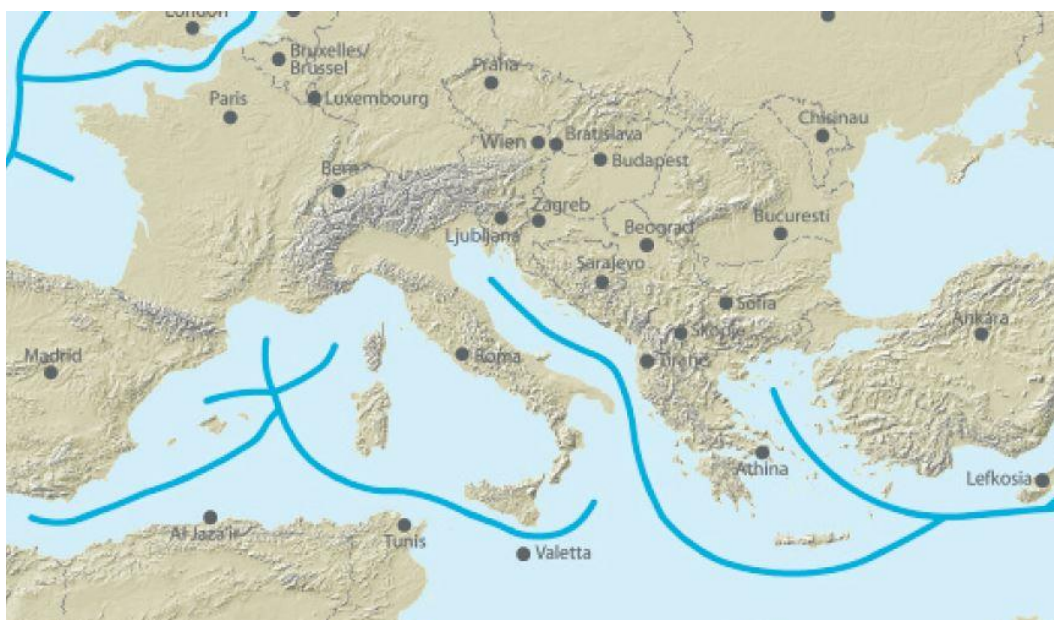 London
Bruxelles/
Brussel
Praha
Paris
Luxembourg
Chisinau
Wien
Bratislava
Budapest
Bern
Zagreb
Ljubljana
Beograd
Bucuresti
Sarajevo
Sofia
Skopje
Ankara
Madrid
Roma
Tirane
Athina
Lefkosia
Al Jaza'ir
Tunis
Valetta